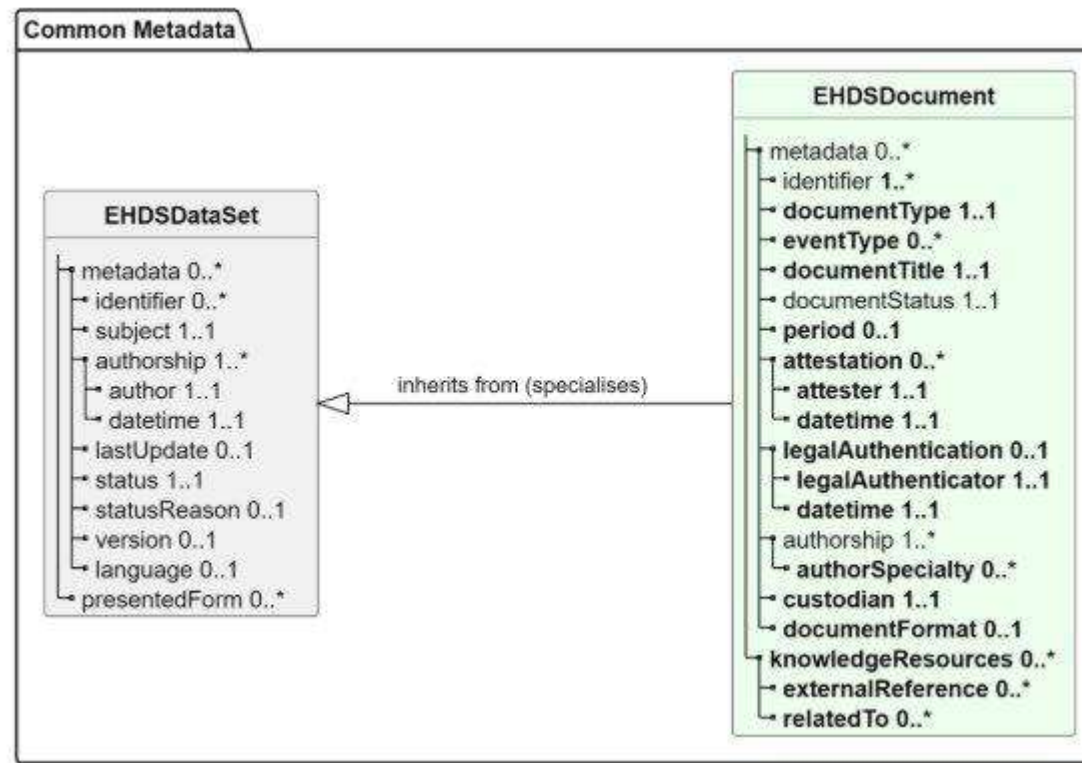 Common Metadata
EHDSDataSet
metadata 0..*
identifier 0..*
subject 1..1
authorship 1..*
author 1..1
datetime 1..1
lastUpdate 0..1
status 1..1
statusReason 0..1
version 0..1
language 0..1
presentedForm 0..*
inherits from (specialises)
EHDSDocument
metadata 0..*
identifier 1..*
documentType 1..1
eventType 0..*
documentTitle 1..1
documentStatus 1..1
period 0..1
attestation 0..*
attester 1..1
datetime 1..1
legalAuthentication 0..1
legalAuthenticator 1..1
datetime 1..1
authorship 1..*
authorSpecialty 0..*
custodian 1..1
documentFormat 0..1
knowledgeResources 0..*
externalReference 0..*
relatedTo 0..*